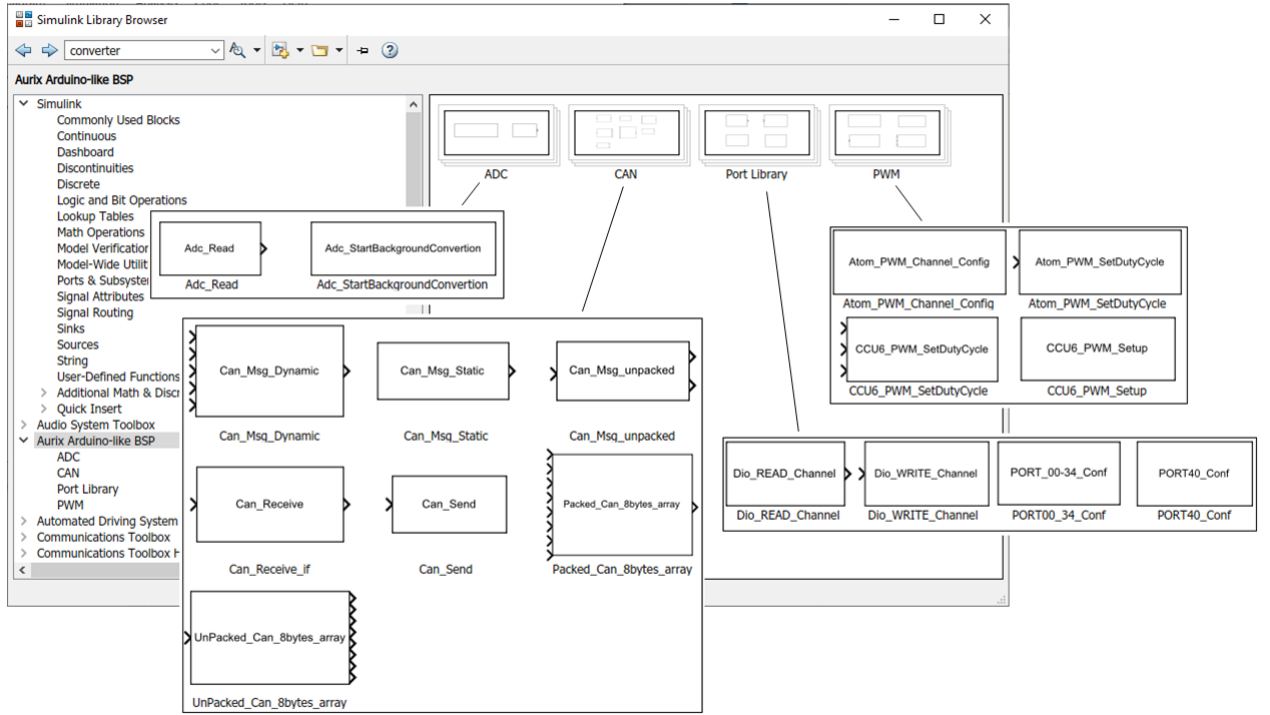 Simulink Library Browser
converter
Aurix Arduino-like BSP
Simulink
Commonly Used Blocks
Continuous
Dashboard
Discontinuities
Discrete
Logic and Bit Operations
Lookup Tables
Math Operations
Model Verification
Model-Wide Utilit
Ports & Subsyster
Signal Attributes
Signal Routing
Sinks
Sources
String
User-Defined Functions
Additional Math & Discr
Quick Insert
Audio System Toolbox
Aurix Arduino-like BSP
ADC
CAN
Port Library
PWM
Automated Driving System
Communications Toolbox
Communications Toolbox H
ADC
CAN
Port Library
PWM
Adc_Read
Adc_StartBackgroundConvertion
Adc_Read
Adc_StartBackgroundConvertion
Can_Msg_Dynamic
Can_Msg_Static
Can_Msg_unpacked
Can_Msg_Dynamic
Can_Msg_Static
Can_Msg_unpacked
Can_Receive
Can_Send
Packed_Can_8bytes_array
Can_Receive_if
Can_Send
Packed_Can_8bytes_array
UnPacked_Can_8bytes_array
UnPacked_Can_8bytes_array
Atom_PWM_Channel_Config
Atom_PWM_SetDutyCycle
Atom_PWM_Channel_Config
Atom_PWM_SetDutyCycle
CCU6_PWM_SetDutyCycle
CCU6_PWM_Setup
CCU6_PWM_SetDutyCycle
CCU6_PWM_Setup
Dio_READ_Channel
Dio_WRITE_Channel
PORT_00-34_Conf
PORT40_Conf
Dio_READ_Channel
Dio_WRITE_Channel
PORT00_34_Conf
PORT40_Conf